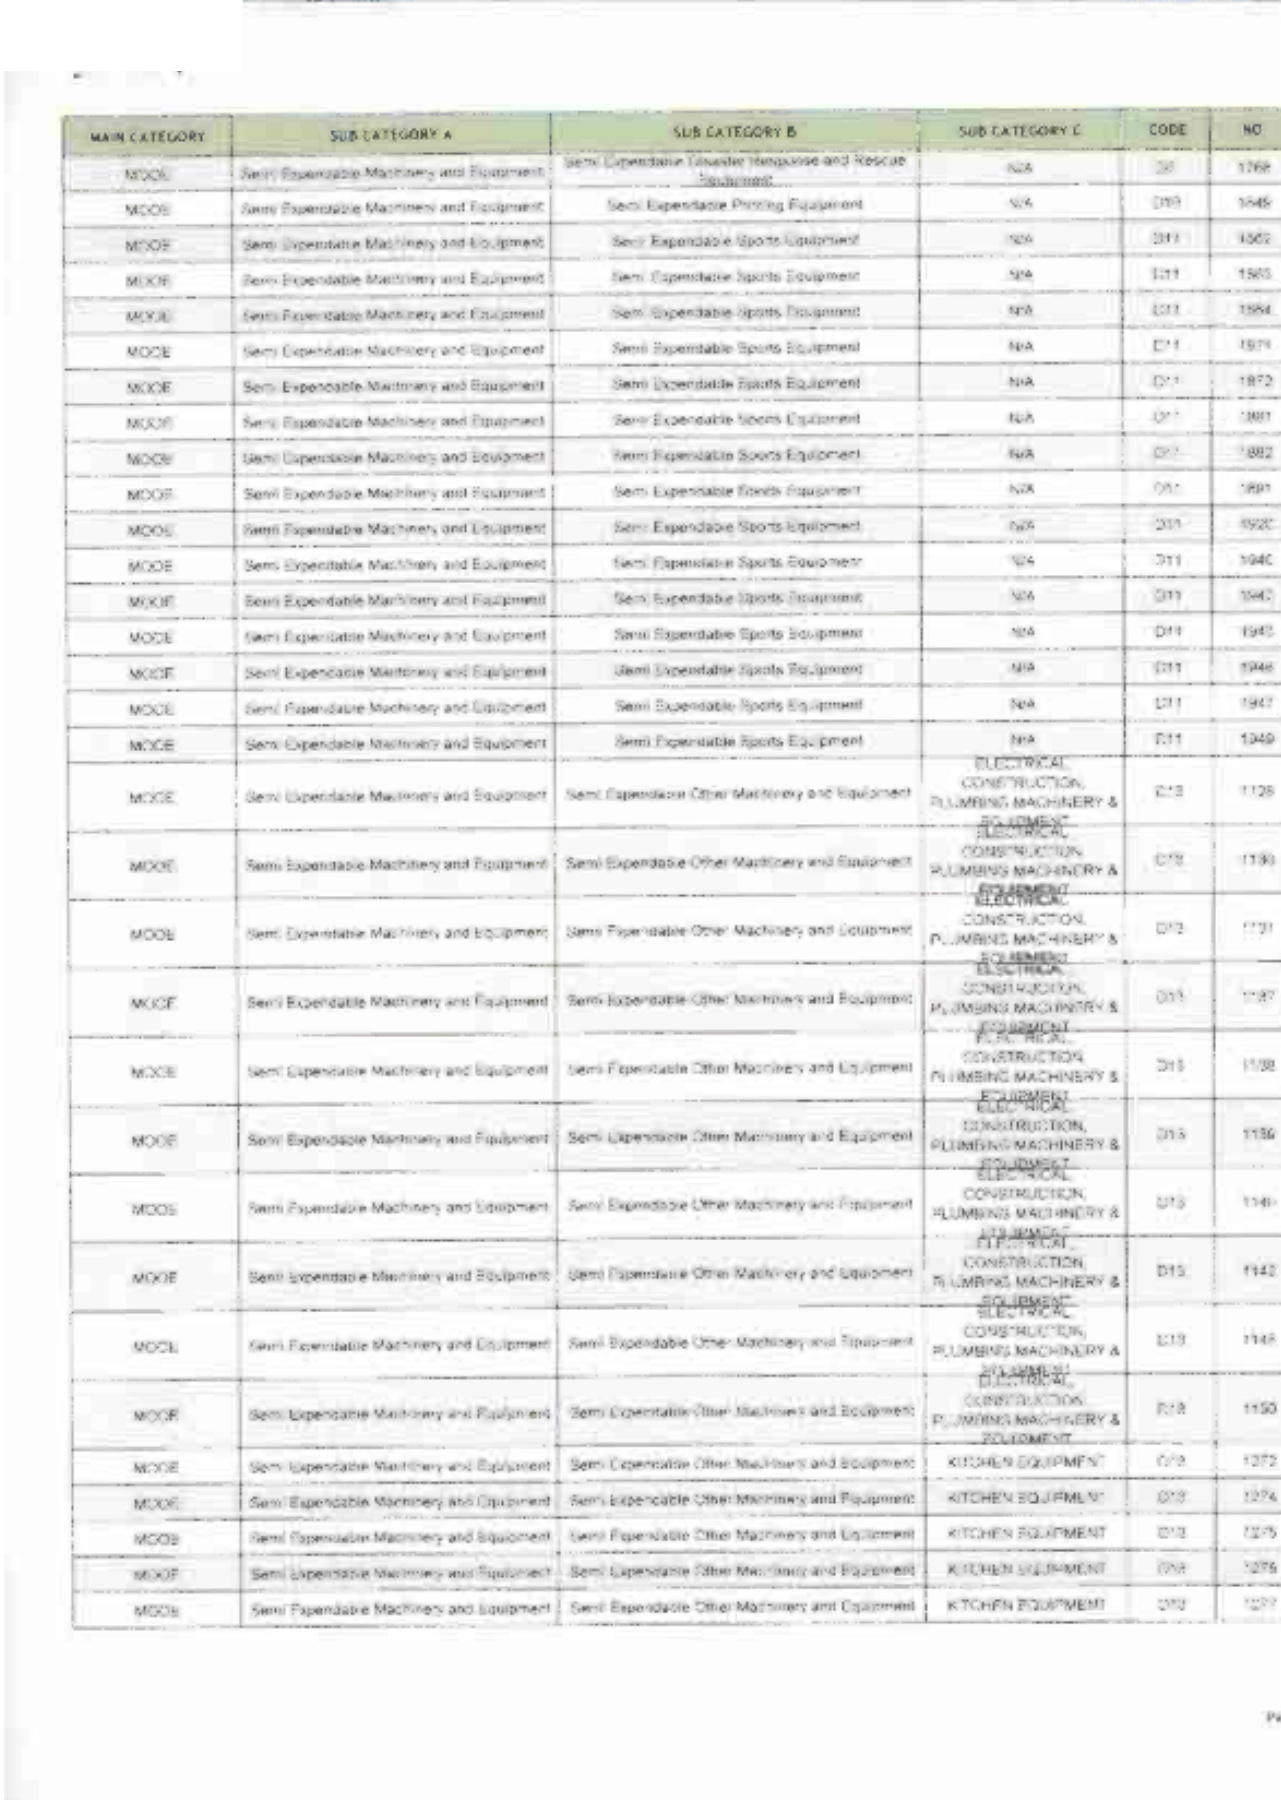 MAIN CATEGORY SUB CATEGORY A SUB CATEGORY B SUB CATEGORY C CODE NO
MOOE Semi Expendable Machinery and Equipment Semi Expendable Disaster Response and Rescue Equipment N/A
MOOE Semi Expendable Machinery and Equipment Semi Expendable Printing Equipment N/A D10
MOOE Semi Expendable Machinery and Equipment Semi Expendable Sports Equipment N/A D11
MOOE Semi Expendable Machinery and Equipment Semi Expendable Sports Equipment N/A D11
MOOE Semi Expendable Machinery and Equipment Semi Expendable Sports Equipment N/A D11
MOOE Semi Expendable Machinery and Equipment Semi Expendable Sports Equipment N/A D11
MOOE Semi Expendable Machinery and Equipment Semi Expendable Sports Equipment N/A D11 1872
MOOE Semi Expendable Machinery and Equipment Semi Expendable Sports Equipment N/A D11
MOOE Semi Expendable Machinery and Equipment Semi Expendable Sports Equipment N/A D11 1882
MOOE Semi Expendable Machinery and Equipment Semi Expendable Sports Equipment N/A D11 1891
MOOE Semi Expendable Machinery and Equipment Semi Expendable Sports Equipment N/A D11
MOOE Semi Expendable Machinery and Equipment Semi Expendable Sports Equipment N/A D11
MOOE Semi Expendable Machinery and Equipment Semi Expendable Sports Equipment N/A D11
MOOE Semi Expendable Machinery and Equipment Semi Expendable Sports Equipment N/A D11
MOOE Semi Expendable Machinery and Equipment Semi Expendable Sports Equipment N/A D11 1946
MOOE Semi Expendable Machinery and Equipment Semi Expendable Sports Equipment N/A D11 1947
MOOE Semi Expendable Machinery and Equipment Semi Expendable Sports Equipment N/A D11 1949
ELECTRICAL,
CONSTRUCTION,
MOOE Semi Expendable Machinery and Equipment Semi Expendable Other Machinery and Equipment PLUMBING MACHINERY & D13
EQUIPMENT
ELECTRICAL,
CONSTRUCTION,
MOOE Semi Expendable Machinery and Equipment Semi Expendable Other Machinery and Equipment PLUMBING MACHINERY & D13
EQUIPMENT
ELECTRICAL,
CONSTRUCTION,
MOOE Semi Expendable Machinery and Equipment Semi Expendable Other Machinery and Equipment PLUMBING MACHINERY & D13
EQUIPMENT
ELECTRICAL,
CONSTRUCTION,
MOOE Semi Expendable Machinery and Equipment Semi Expendable Other Machinery and Equipment PLUMBING MACHINERY & D13
EQUIPMENT
ELECTRICAL,
CONSTRUCTION,
MOOE Semi Expendable Machinery and Equipment Semi Expendable Other Machinery and Equipment PLUMBING MACHINERY & D13
EQUIPMENT
ELECTRICAL,
CONSTRUCTION,
MOOE Semi Expendable Machinery and Equipment Semi Expendable Other Machinery and Equipment PLUMBING MACHINERY & D13
EQUIPMENT
ELECTRICAL,
CONSTRUCTION,
MOOE Semi Expendable Machinery and Equipment Semi Expendable Other Machinery and Equipment PLUMBING MACHINERY & D13
EQUIPMENT
ELECTRICAL,
CONSTRUCTION,
MOOE Semi Expendable Machinery and Equipment Semi Expendable Other Machinery and Equipment PLUMBING MACHINERY & D13 1142
EQUIPMENT
ELECTRICAL,
CONSTRUCTION,
MOOE Semi Expendable Machinery and Equipment Semi Expendable Other Machinery and Equipment PLUMBING MACHINERY & D13
EQUIPMENT
ELECTRICAL,
CONSTRUCTION,
MOOE Semi Expendable Machinery and Equipment Semi Expendable Other Machinery and Equipment PLUMBING MACHINERY & D13 1150
EQUIPMENT
MOOE Semi Expendable Machinery and Equipment Semi Expendable Other Machinery and Equipment KITCHEN EQUIPMENT D13 1272
MOOE Semi Expendable Machinery and Equipment Semi Expendable Other Machinery and Equipment KITCHEN EQUIPMENT D13 1274
MOOE Semi Expendable Machinery and Equipment Semi Expendable Other Machinery and Equipment KITCHEN EQUIPMENT D13 1275
MOOE Semi Expendable Machinery and Equipment Semi Expendable Other Machinery and Equipment KITCHEN EQUIPMENT D13 1276
MOOE Semi Expendable Machinery and Equipment Semi Expendable Other Machinery and Equipment KITCHEN EQUIPMENT D13 1277